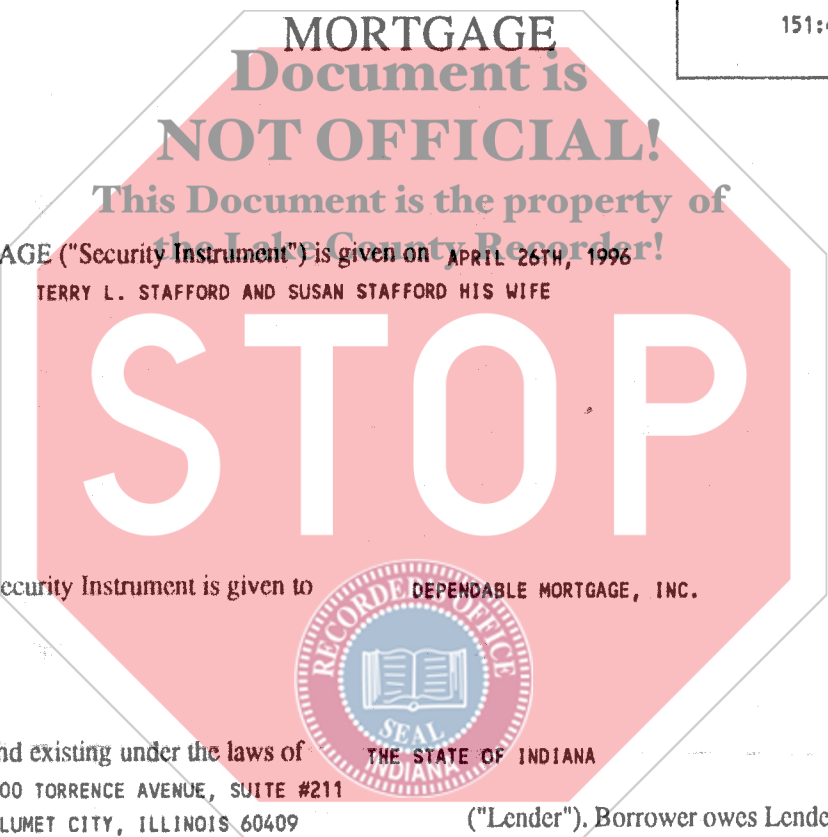 151:
MORTGAGE
Document is
NOT OFFICIAL!
This Document is the property of
the Lake County Recorder!
AGE ("Security Instrument") is given on APRIL 26TH, 1996
TERRY L. STAFFORD AND SUSAN STAFFORD HIS WIFE
STOP
ecurity Instrument is given to DEPENDABLE MORTGAGE, INC.
RECORDER'S OFFICE
SEAL
INDIANA
nd existing under the laws of THE STATE OF INDIANA
00 TORRENCE AVENUE, SUITE #211
LUMET CITY, ILLINOIS 60409 ("Lender"). Borrower owes Lende